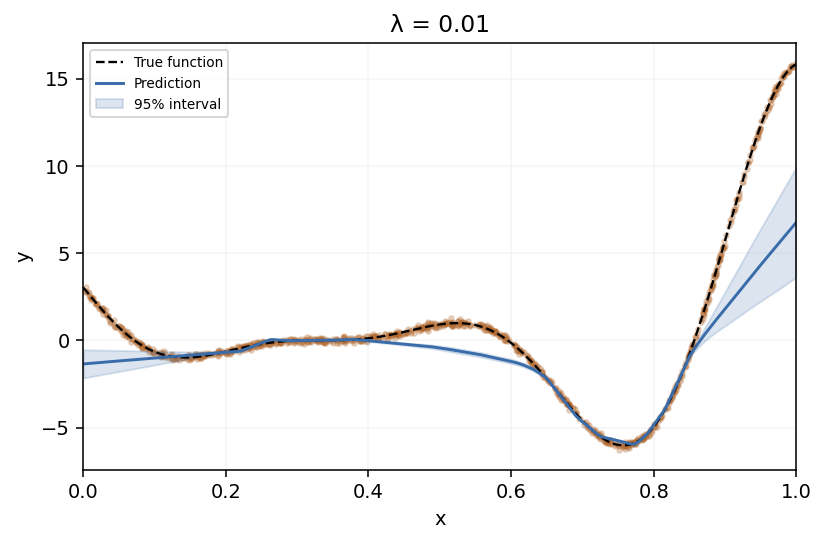 λ = 0.01
True function
Prediction
95% interval
y
15
10
5
0
−5
0.0 0.2 0.4 0.6 0.8 1.0
x